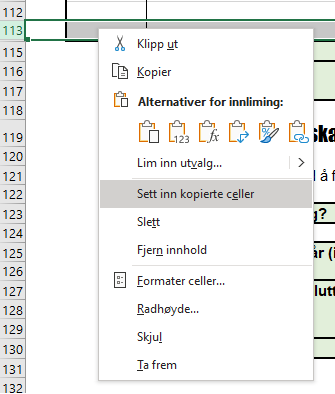 112
113
Klipp ut
115
Kopier
116
117
Alternativer for innliming:
118
119
123
ska
120
Lim inn utvalg...
121
l å f
122
Sett inn kopierte celler
123
Slett
g?
124
125
Fjern innhold
år (i
126
Formater celler...
127
lutt
128
Radhøyde...
129
Skjul
130
131
Ta frem
132